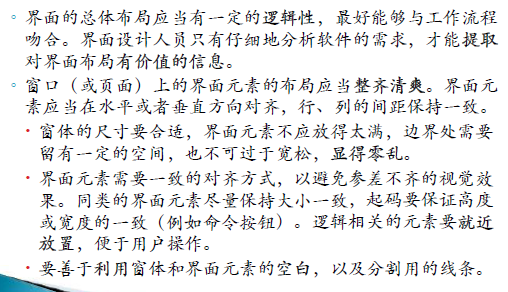 界面的总体布局应当有一定的逻辑性，最好能够与工作流程
吻合。界面设计人员只有仔细地分析软件的需求，才能提取
对界面布局有价值的信息。
窗口（或页面）上的界面元素的布局应当整齐清爽。界面元
素应当在水平或者垂直方向对齐，行、列的间距保持一致。
窗体的尺寸要合适，界面元素不应放得太满，边界处需要
留有一定的空间，也不可过于宽松，显得零乱。
界面元素需要一致的对齐方式，以避免参差不齐的视觉效
果。同类的界面元素尽量保持大小一致，起码要保证高度
或宽度的一致（例如命令按钮）。逻辑相关的元素要就近
放置，便于用户操作。
要善于利用窗体和界面元素的空白，以及分割用的线条。